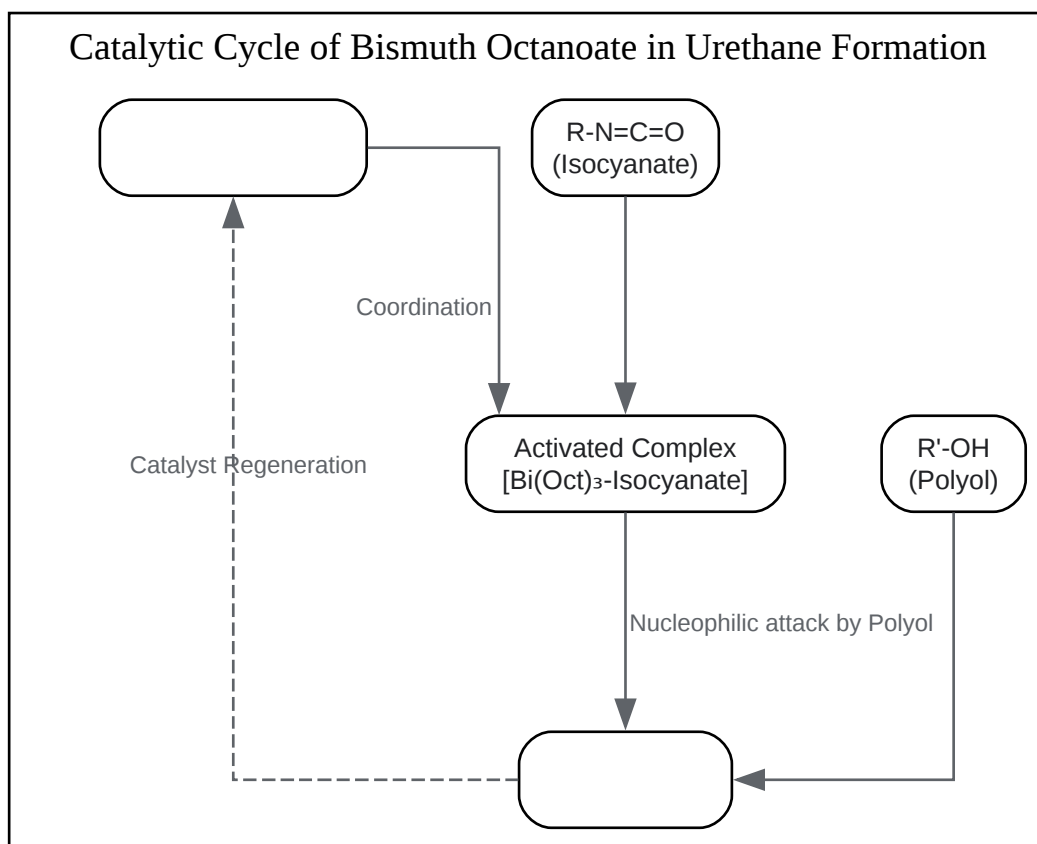 Catalytic Cycle of Bismuth Octanoate in Urethane Formation
R-N=C=O
(Isocyanate)
Coordination
Activated Complex
[Bi(Oct)₃-Isocyanate]
R'-OH
(Polyol)
Catalyst Regeneration
Nucleophilic attack by Polyol